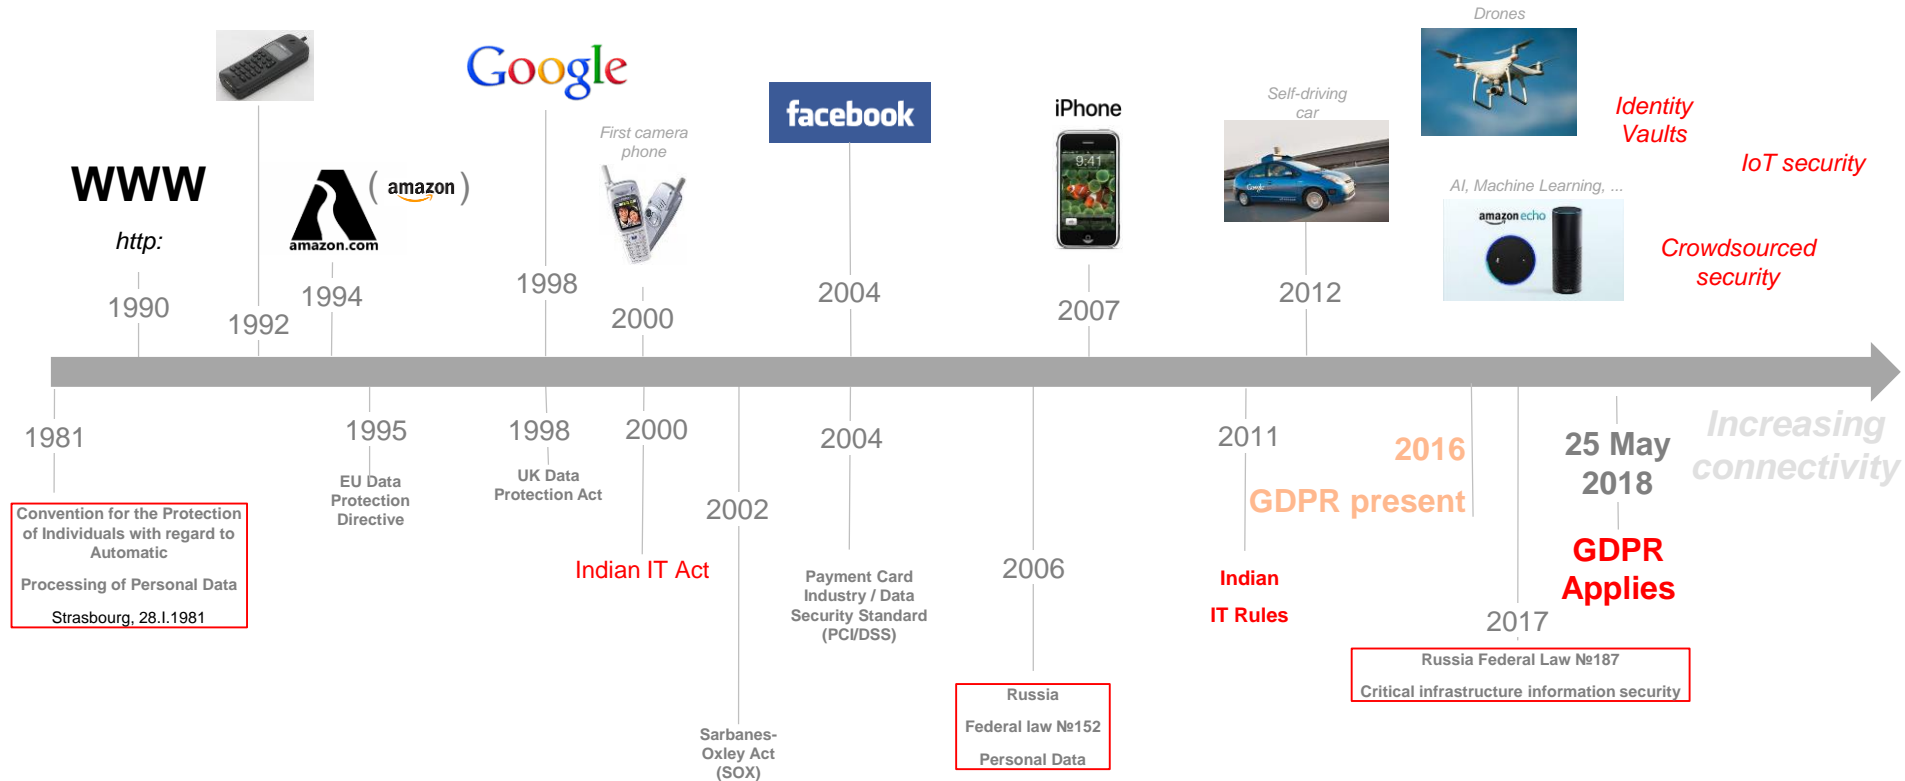 Drones
Google
Identity
Vaults
First camera
phone
facebook
iPhone
9:41
Self-driving
car
Google
IoT security
www
http:
amazon.com
( amazon )
AI, Machine Learning, ...
amazon echo
Crowdsourced
security
1990
1992
1994
1998
2000
2004
2007
2012
1981
1995
1998
2000
2002
2004
2006
2011
2016
GDPR present
2017
25 May
2018
GDPR
Applies
Increasing
connectivity
Convention for the Protection
of Individuals with regard to
Automatic
Processing of Personal Data
Strasbourg, 28.I.1981
EU Data
Protection
Directive
UK Data
Protection Act
Indian IT Act
Sarbanes-
Oxley Act
(SOX)
Payment Card
Industry / Data
Security Standard
(PCI/DSS)
Russia
Federal law №152
Personal Data
Indian
IT Rules
Russia Federal Law №187
Critical infrastructure information security